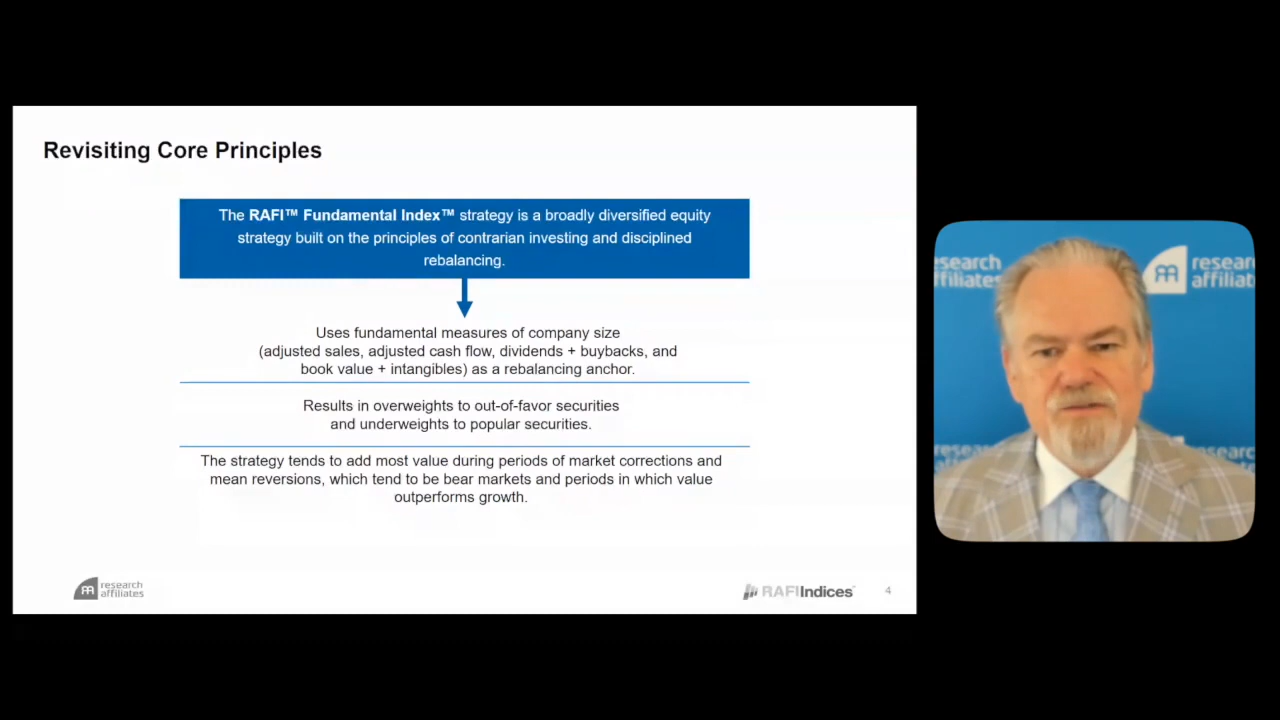 Revisiting Core Principles
The RAFI™ Fundamental Index™ strategy is a broadly diversified equity
strategy built on the principles of contrarian investing and disciplined
rebalancing.
Uses fundamental measures of company size
(adjusted sales, adjusted cash flow, dividends + buybacks, and
book value + intangibles) as a rebalancing anchor.
Results in overweights to out-of-favor securities
and underweights to popular securities.
The strategy tends to add most value during periods of market corrections and
mean reversions, which tend to be bear markets and periods in which value
outperforms growth.
research
affiliates
RAFIIndices
4
esearch
ffiliates
research
affiliat